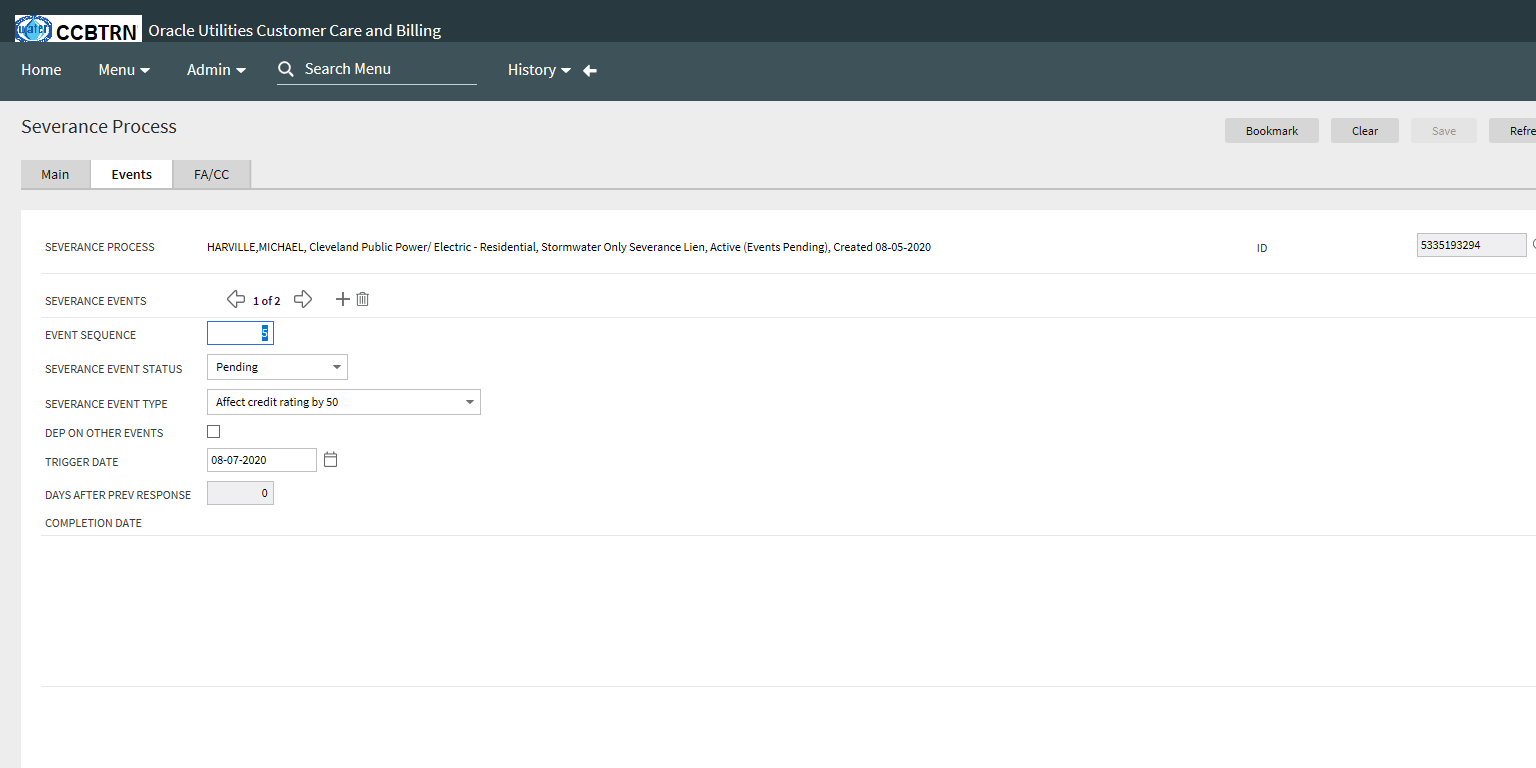 water CCBTRN Oracle Utilities Customer Care and Billing
Home Menu Admin Search Menu History
Severance Process
Bookmark Clear Save Refre
Main Events FA/CC
SEVERANCE PROCESS HARVILLE,MICHAEL, Cleveland Public Power/ Electric - Residential, Stormwater Only Severance Lien, Active (Events Pending), Created 08-05-2020 ID 5335193294
SEVERANCE EVENTS 1 of 2
EVENT SEQUENCE 5
SEVERANCE EVENT STATUS Pending
SEVERANCE EVENT TYPE Affect credit rating by 50
DEP ON OTHER EVENTS
TRIGGER DATE 08-07-2020
DAYS AFTER PREV RESPONSE 0
COMPLETION DATE